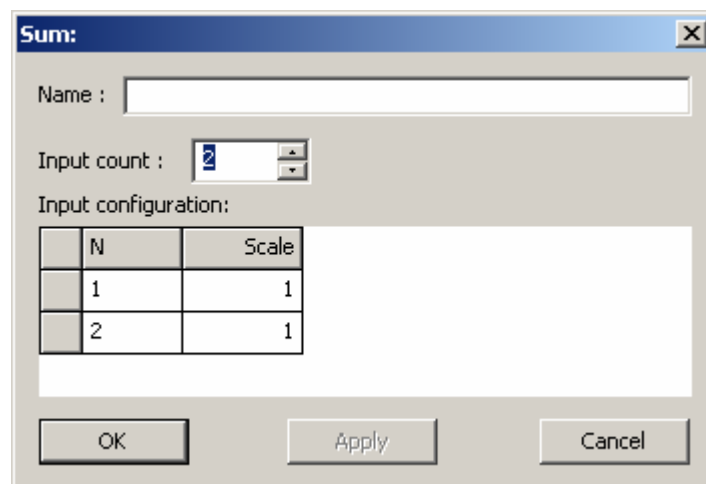 Sum:
Name :
Input count : 2
Input configuration:
N Scale
1 1
2 1
OK Apply Cancel